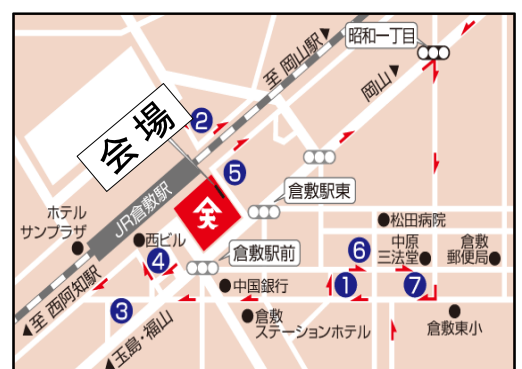 昭和一丁目
至 岡山駅▼
岡山▼
会場
②
⑤
JR倉敷駅
倉敷駅東
ホテル
サンプラザ
西ビル
④
倉敷駅前
松田病院
⑥
中原
三法堂
倉敷
郵便局
中国銀行
①
⑦
▲至 西阿知駅
③
▲玉島・福山
倉敷
ステーションホテル
倉敷東小